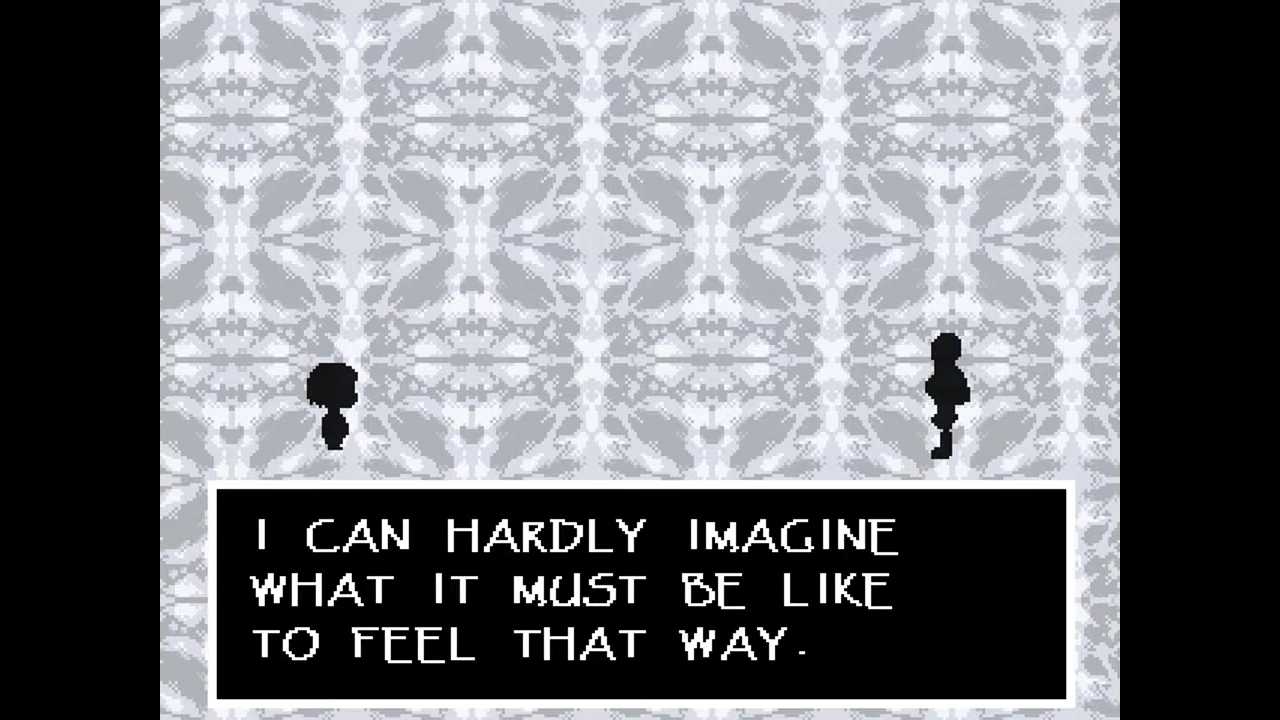 I CAN HARDLY IMAGINE
WHAT IT MUST BE LIKE
TO FEEL THAT WAY.